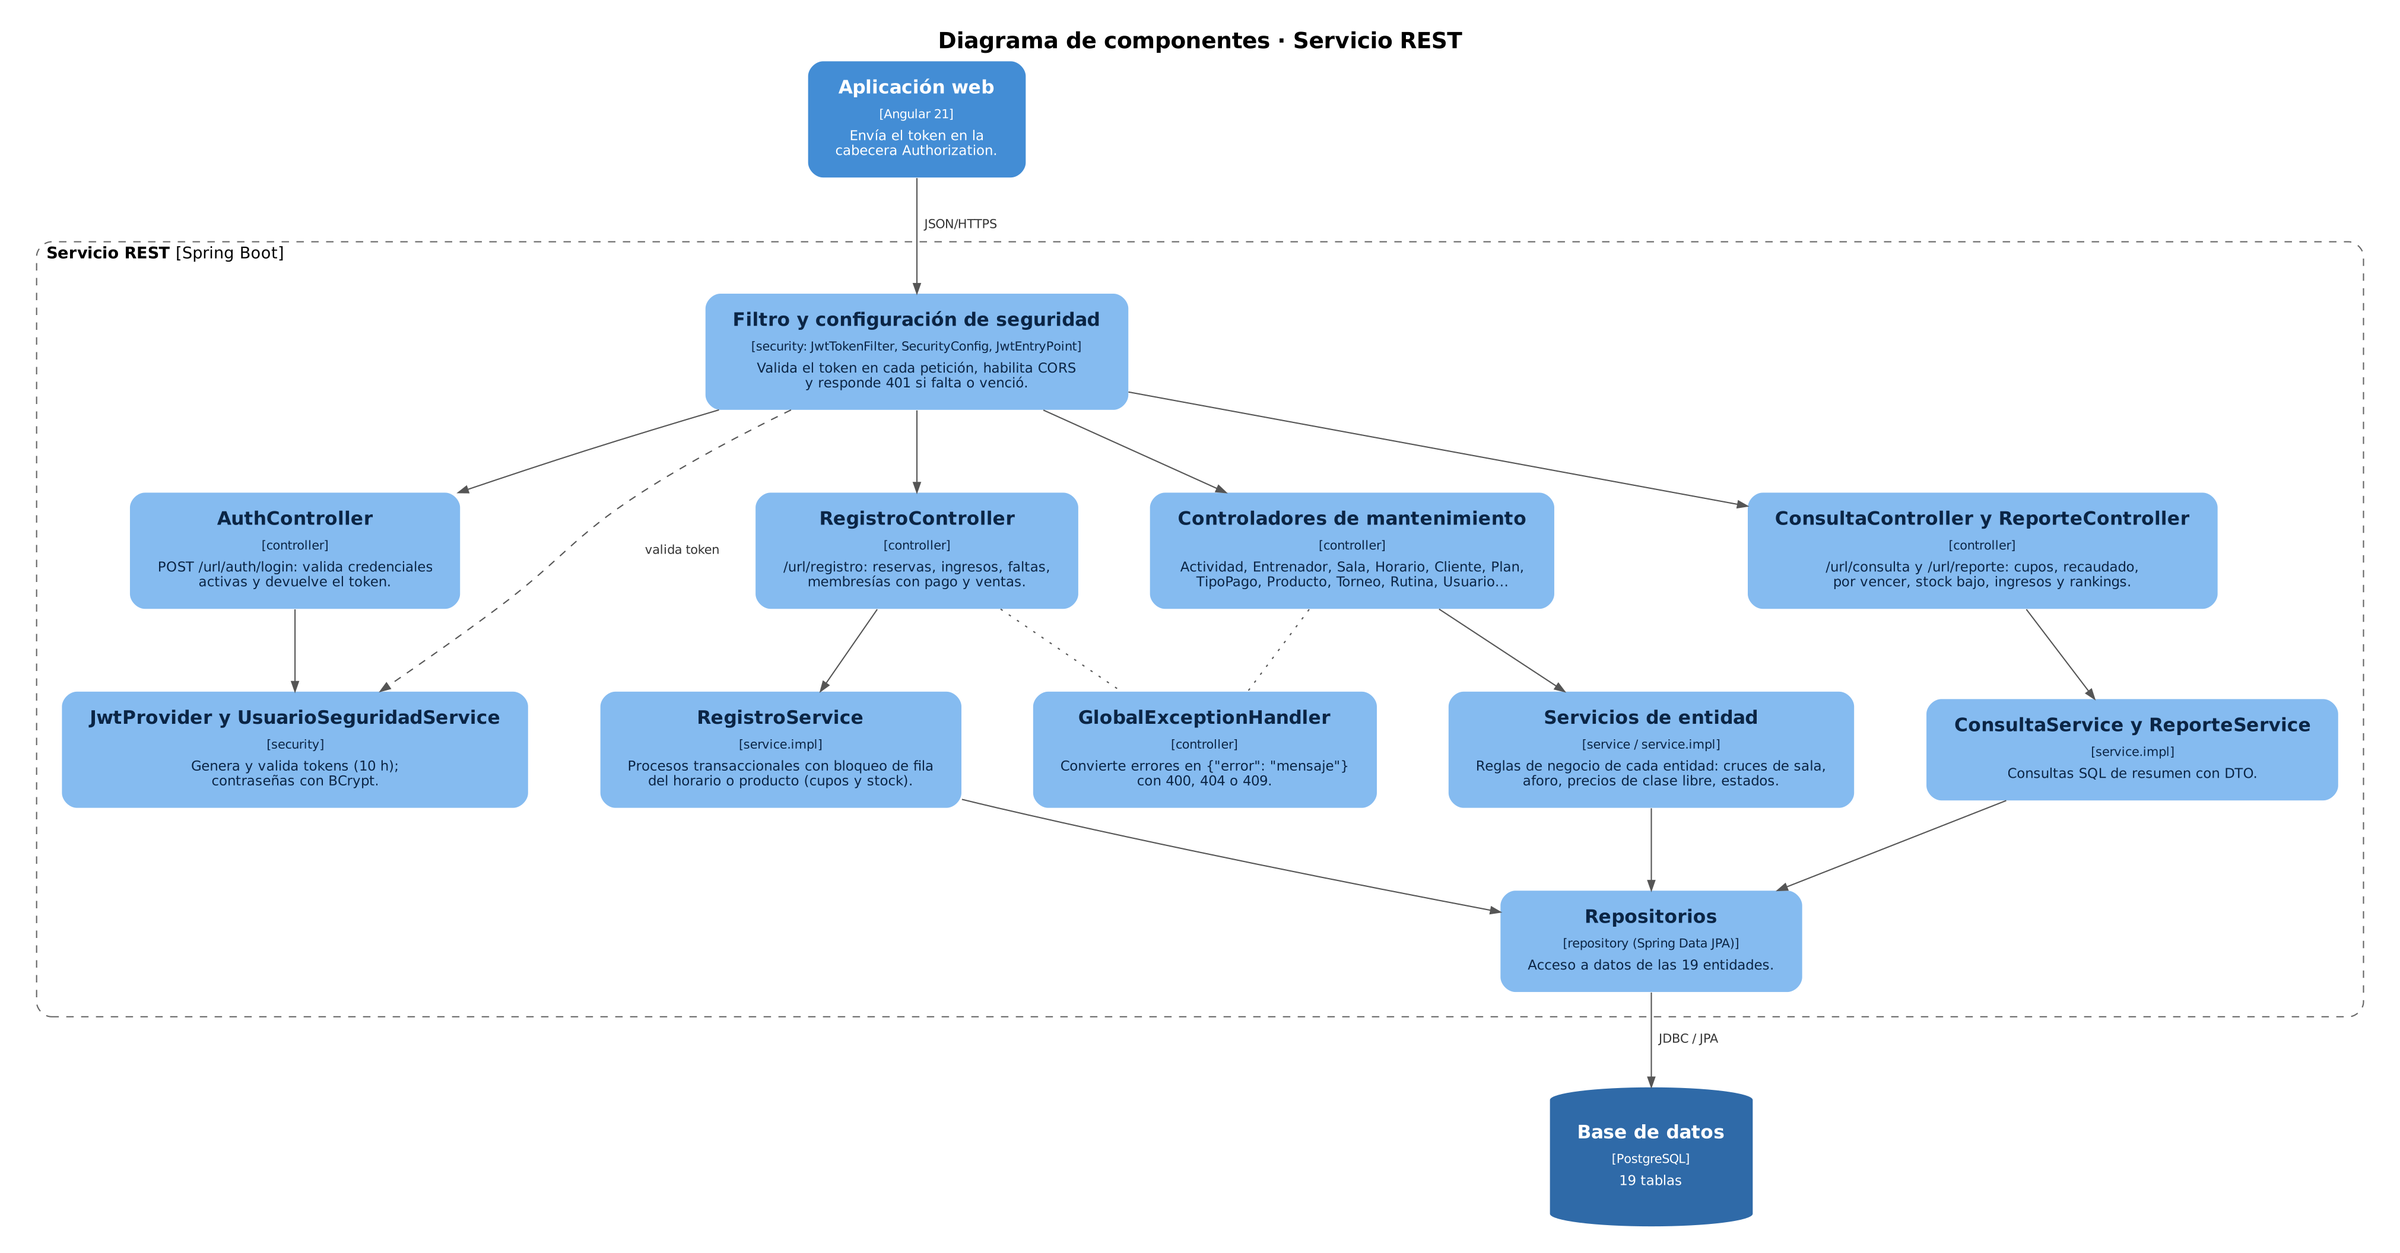 Diagrama de componentes · Servicio REST
Aplicación web
[Angular 21]
Envía el token en la
cabecera Authorization.
JSON/HTTPS
Servicio REST [Spring Boot]
Filtro y configuración de seguridad
[security: JwtTokenFilter, SecurityConfig, JwtEntryPoint]
Valida el token en cada petición, habilita CORS
y responde 401 si falta o venció.
AuthController
[controller]
POST /url/auth/login: valida credenciales
activas y devuelve el token.
valida token
RegistroController
[controller]
/url/registro: reservas, ingresos, faltas,
membresías con pago y ventas.
Controladores de mantenimiento
[controller]
Actividad, Entrenador, Sala, Horario, Cliente, Plan,
TipoPago, Producto, Torneo, Rutina, Usuario…
ConsultaController y ReporteController
[controller]
/url/consulta y /url/reporte: cupos, recaudado,
por vencer, stock bajo, ingresos y rankings.
JwtProvider y UsuarioSeguridadService
[security]
Genera y valida tokens (10 h);
contraseñas con BCrypt.
RegistroService
[service.impl]
Procesos transaccionales con bloqueo de fila
del horario o producto (cupos y stock).
GlobalExceptionHandler
[controller]
Convierte errores en {"error": "mensaje"}
con 400, 404 o 409.
Servicios de entidad
[service / service.impl]
Reglas de negocio de cada entidad: cruces de sala,
aforo, precios de clase libre, estados.
ConsultaService y ReporteService
[service.impl]
Consultas SQL de resumen con DTO.
Repositorios
[repository (Spring Data JPA)]
Acceso a datos de las 19 entidades.
JDBC / JPA
Base de datos
[PostgreSQL]
19 tablas